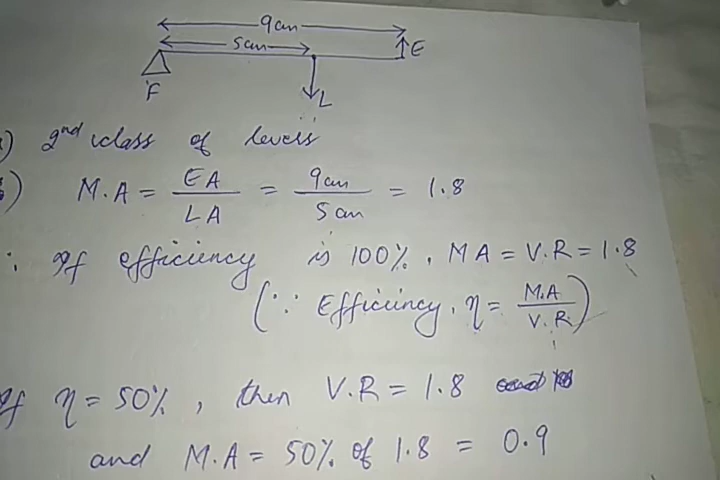 9cm
5cm
E
F
L
) 2nd class of levers
) M.A = EA / LA = 9cm / 5cm = 1.8
∴ If efficiency is 100%, MA = V.R = 1.8
(∵ Efficiency, η = M.A / V.R)
If η = 50%, then V.R = 1.8
and M.A = 50% of 1.8 = 0.9